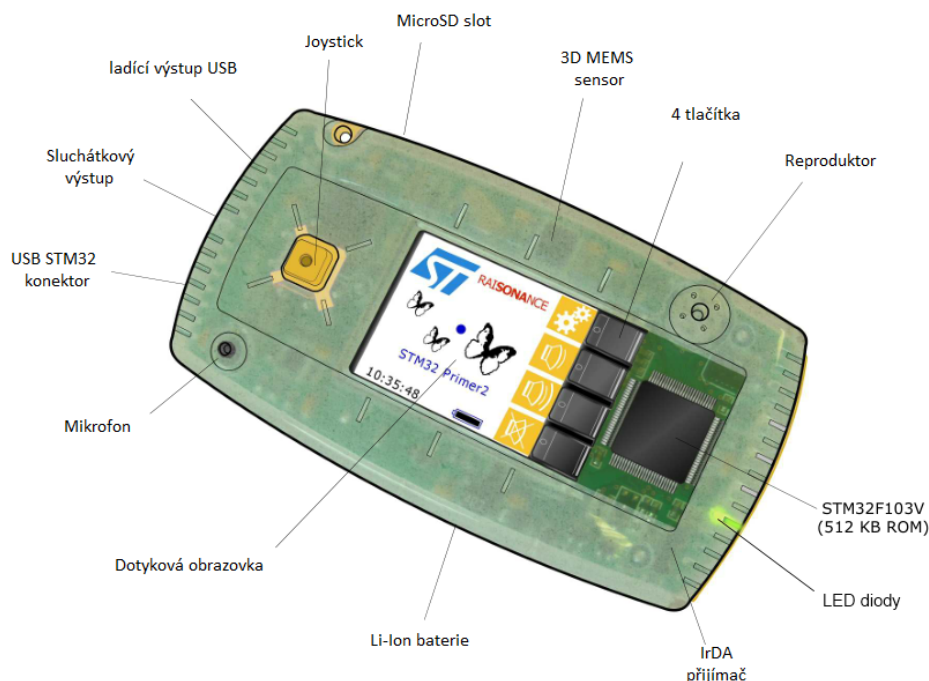 MicroSD slot
Joystick
3D MEMS
sensor
ladící výstup USB
4 tlačítka
Sluchátkový
výstup
Reproduktor
USB STM32
konektor
ST
RAISONANCE
STM32 Primer2
10:35:48
Mikrofon
STM32F103V
(512 KB ROM)
Dotyková obrazovka
LED diody
Li-Ion baterie
IrDA
přijímač